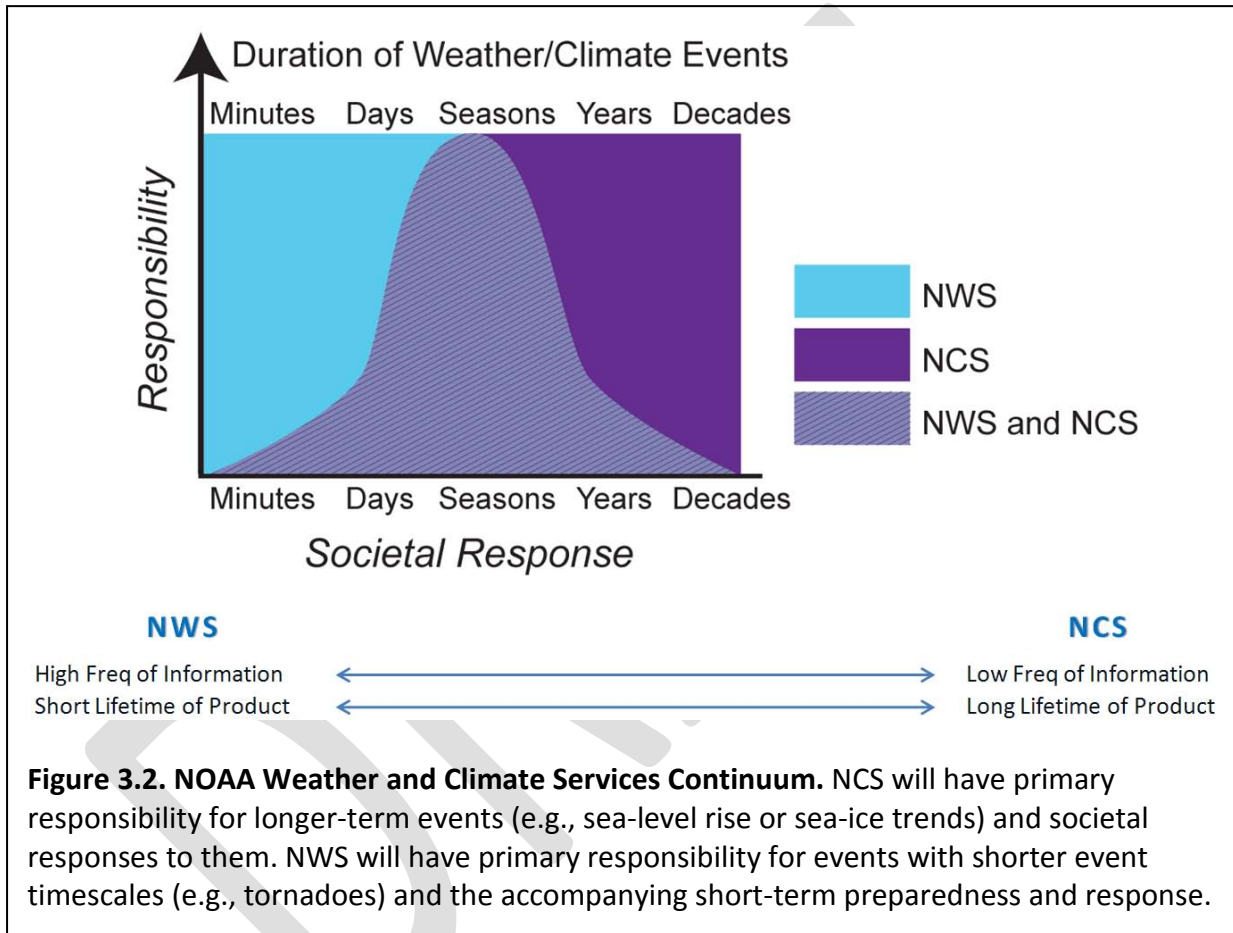 Duration of Weather/Climate Events
Minutes Days Seasons Years Decades
Responsibility
NWS
NCS
NWS and NCS
Minutes Days Seasons Years Decades
Societal Response
NWS NCS
High Freq of Information Low Freq of Information
Short Lifetime of Product Long Lifetime of Product
Figure 3.2. NOAA Weather and Climate Services Continuum. NCS will have primary
responsibility for longer-term events (e.g., sea-level rise or sea-ice trends) and societal
responses to them. NWS will have primary responsibility for events with shorter event
timescales (e.g., tornadoes) and the accompanying short-term preparedness and response.